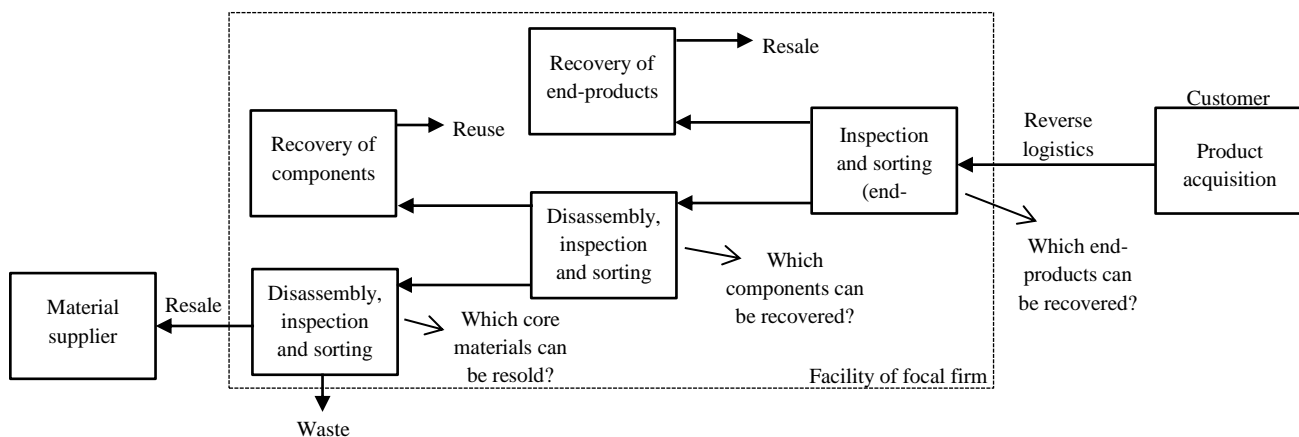 Recovery of
end-products
Resale
Recovery of
components
Reuse
Inspection
and sorting
(end-
Reverse
logistics
Customer
Product
acquisition
Disassembly,
inspection
and sorting
Which
components can
be recovered?
Which end-
products can
be recovered?
Material
supplier
Resale
Disassembly,
inspection
and sorting
Which core
materials can
be resold?
Facility of focal firm
Waste